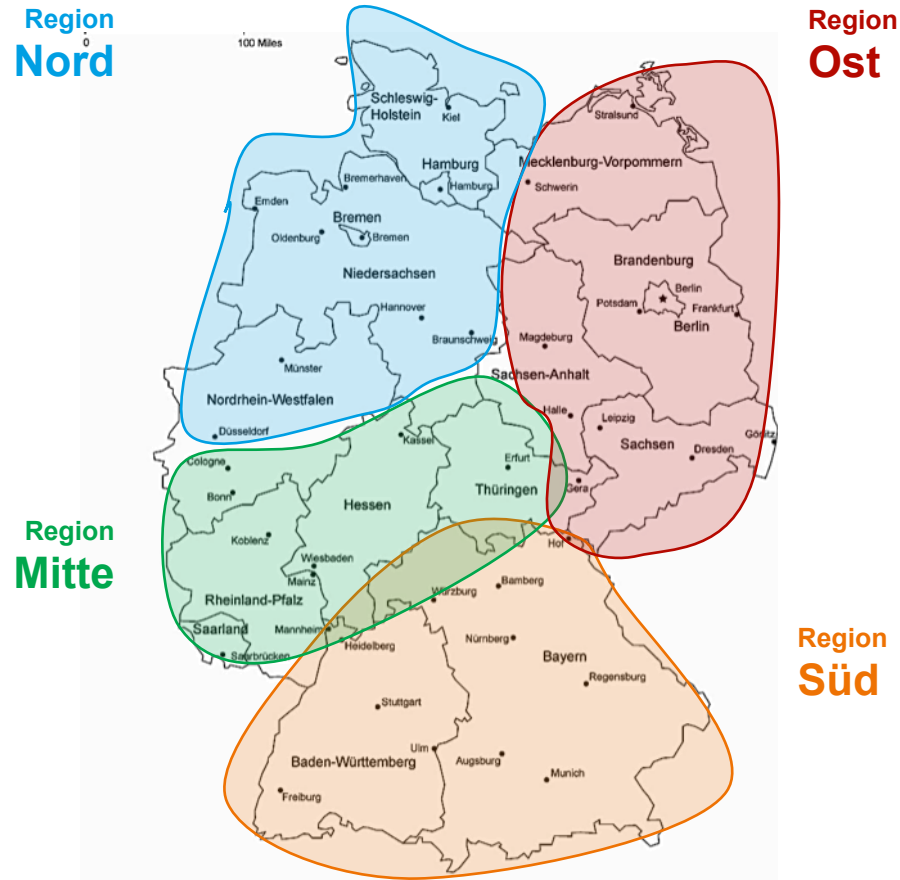 Region
Nord
Region
Ost
0
100 Miles
Schleswig-
Holstein
Kiel
Stralsund
Hamburg
Hamburg
Mecklenburg-Vorpommern
Schwerin
Bremerhaven
Emden
Bremen
Oldenburg
Bremen
Niedersachsen
Brandenburg
Berlin
Potsdam
Frankfurt
Berlin
Hannover
Braunschweig
Magdeburg
Münster
Sachsen-Anhalt
Nordrhein-Westfalen
Halle
Leipzig
Düsseldorf
Kassel
Sachsen
Görlitz
Dresden
Cologne
Erfurt
Bonn
Thüringen
Gera
Hessen
Region
Mitte
Koblenz
Hof
Wiesbaden
Mainz
Bamberg
Rheinland-Pfalz
Würzburg
Saarland
Mannheim
Heidelberg
Nürnberg
Saarbrücken
Bayern
Region
Süd
Regensburg
Stuttgart
Ulm
Augsburg
Baden-Württemberg
Munich
Freiburg